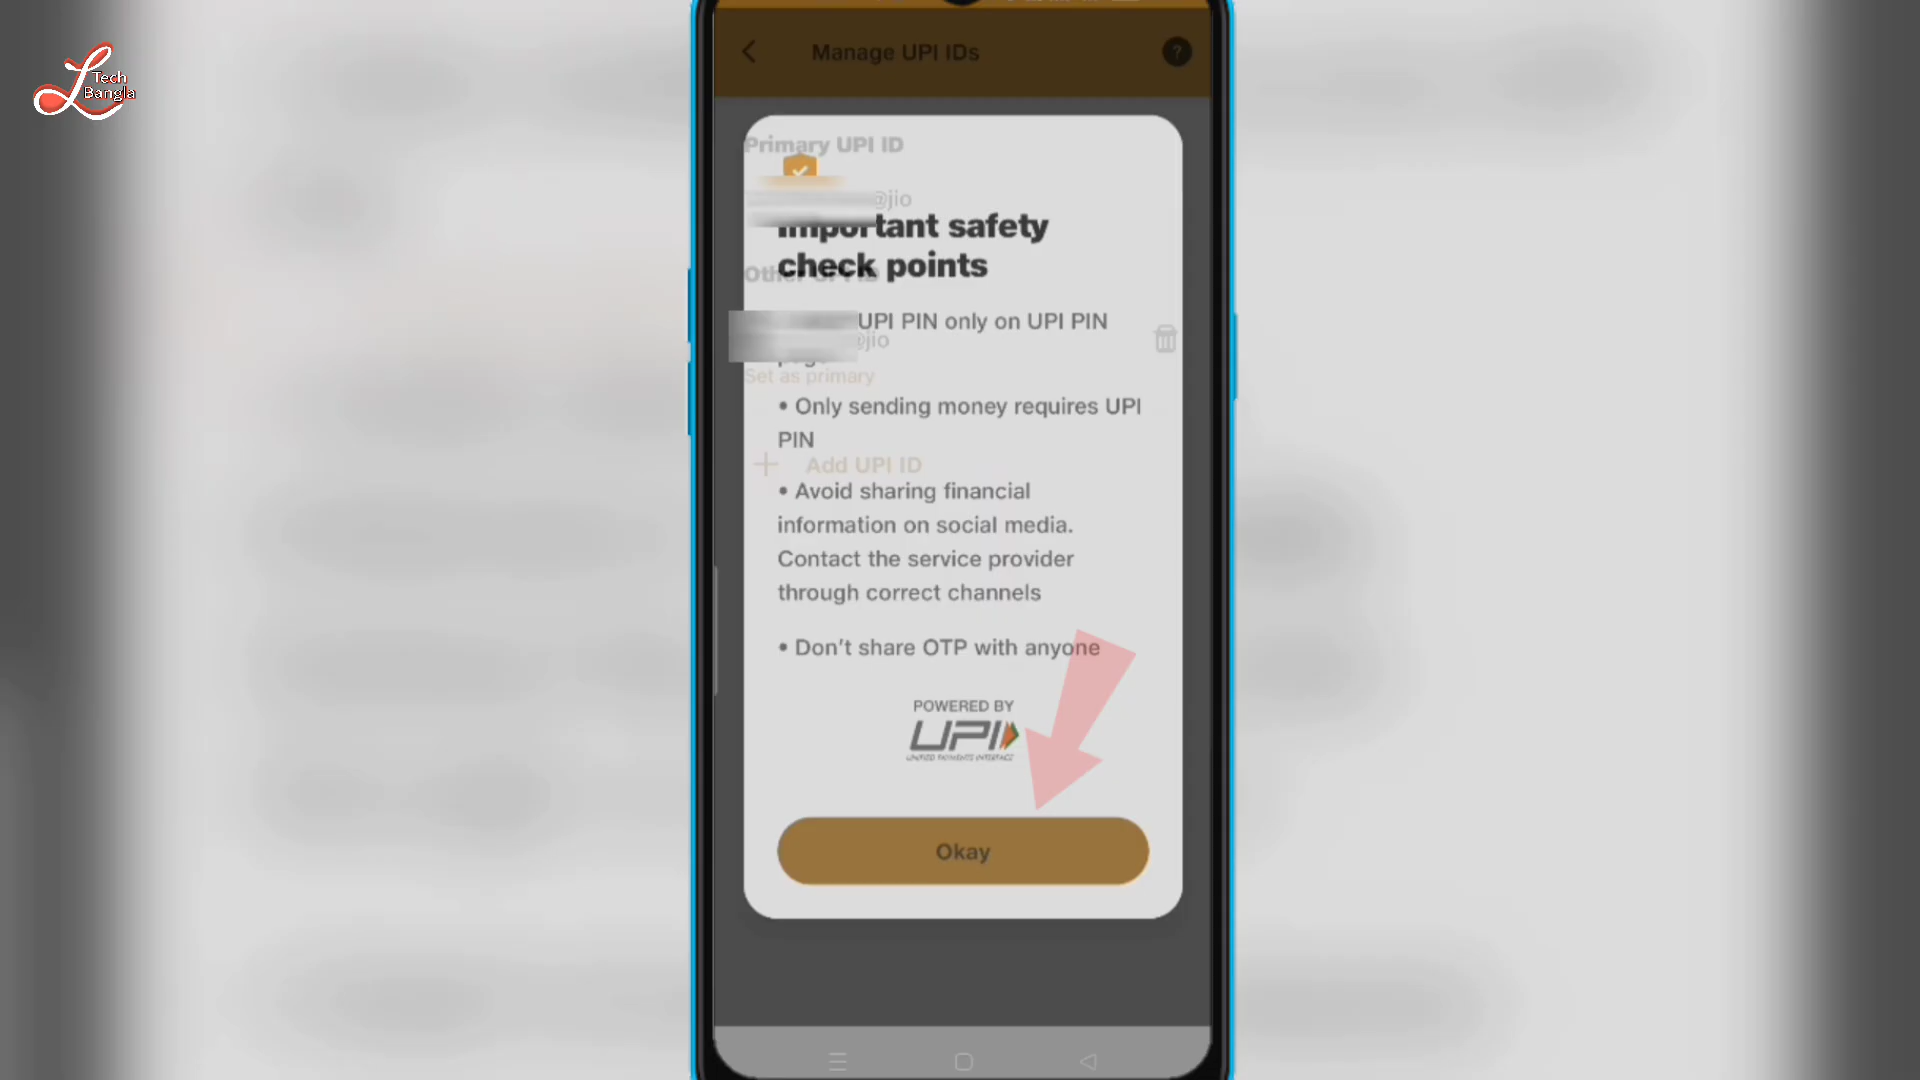 Tech
Bangla
Manage UPI IDs
?
Primary UPI ID
@jio
Important safety
check points
Other UPI ID
UPI PIN only on UPI PIN
@jio
Set as primary
• Only sending money requires UPI
PIN
Add UPI ID
• Avoid sharing financial
information on social media.
Contact the service provider
through correct channels
• Don't share OTP with anyone
POWERED BY
UPI
UNIFIED PAYMENTS INTERFACE
Okay